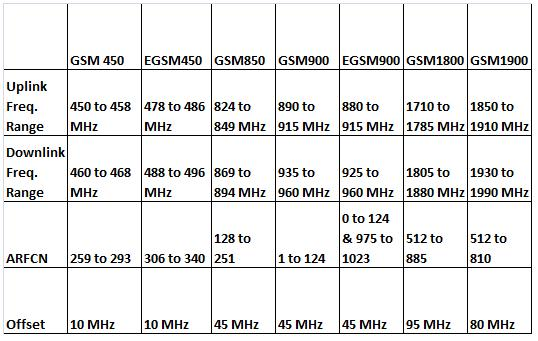 GSM 450 EGSM450 GSM850 GSM900 EGSM900 GSM1800 GSM1900
Uplink
Freq. 450 to 458 478 to 486 824 to 890 to 880 to 1710 to 1850 to
Range MHz MHz 849 MHz 915 MHz 915 MHz 1785 MHz 1910 MHz
Downlink
Freq. 460 to 468 488 to 496 869 to 935 to 925 to 1805 to 1930 to
Range MHz MHz 894 MHz 960 MHz 960 MHz 1880 MHz 1990 MHz
0 to 124
128 to & 975 to 512 to 512 to
ARFCN 259 to 293 306 to 340 251 1 to 124 1023 885 810
Offset 10 MHz 10 MHz 45 MHz 45 MHz 45 MHz 95 MHz 80 MHz